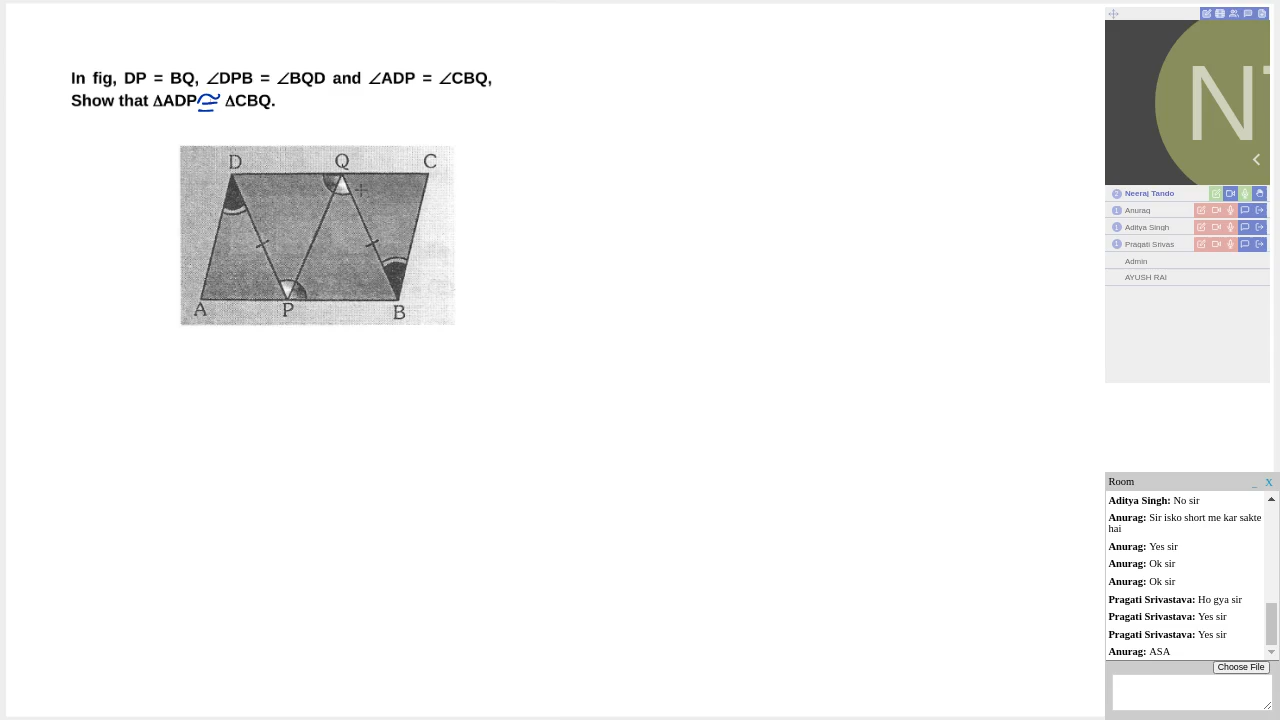 In fig, DP = BQ, ∠DPB = ∠BQD and ∠ADP = ∠CBQ,
Show that ΔADP ≅ ΔCBQ.
D Q C
A P B
NT
Neeraj Tando
Anuraq
Aditya Singh
Pragati Srivas
Admin
AYUSH RAI
Room _ X
Aditya Singh: No sir
Anurag: Sir isko short me kar sakte
hai
Anurag: Yes sir
Anurag: Ok sir
Anurag: Ok sir
Pragati Srivastava: Ho gya sir
Pragati Srivastava: Yes sir
Pragati Srivastava: Yes sir
Anurag: ASA
Choose File